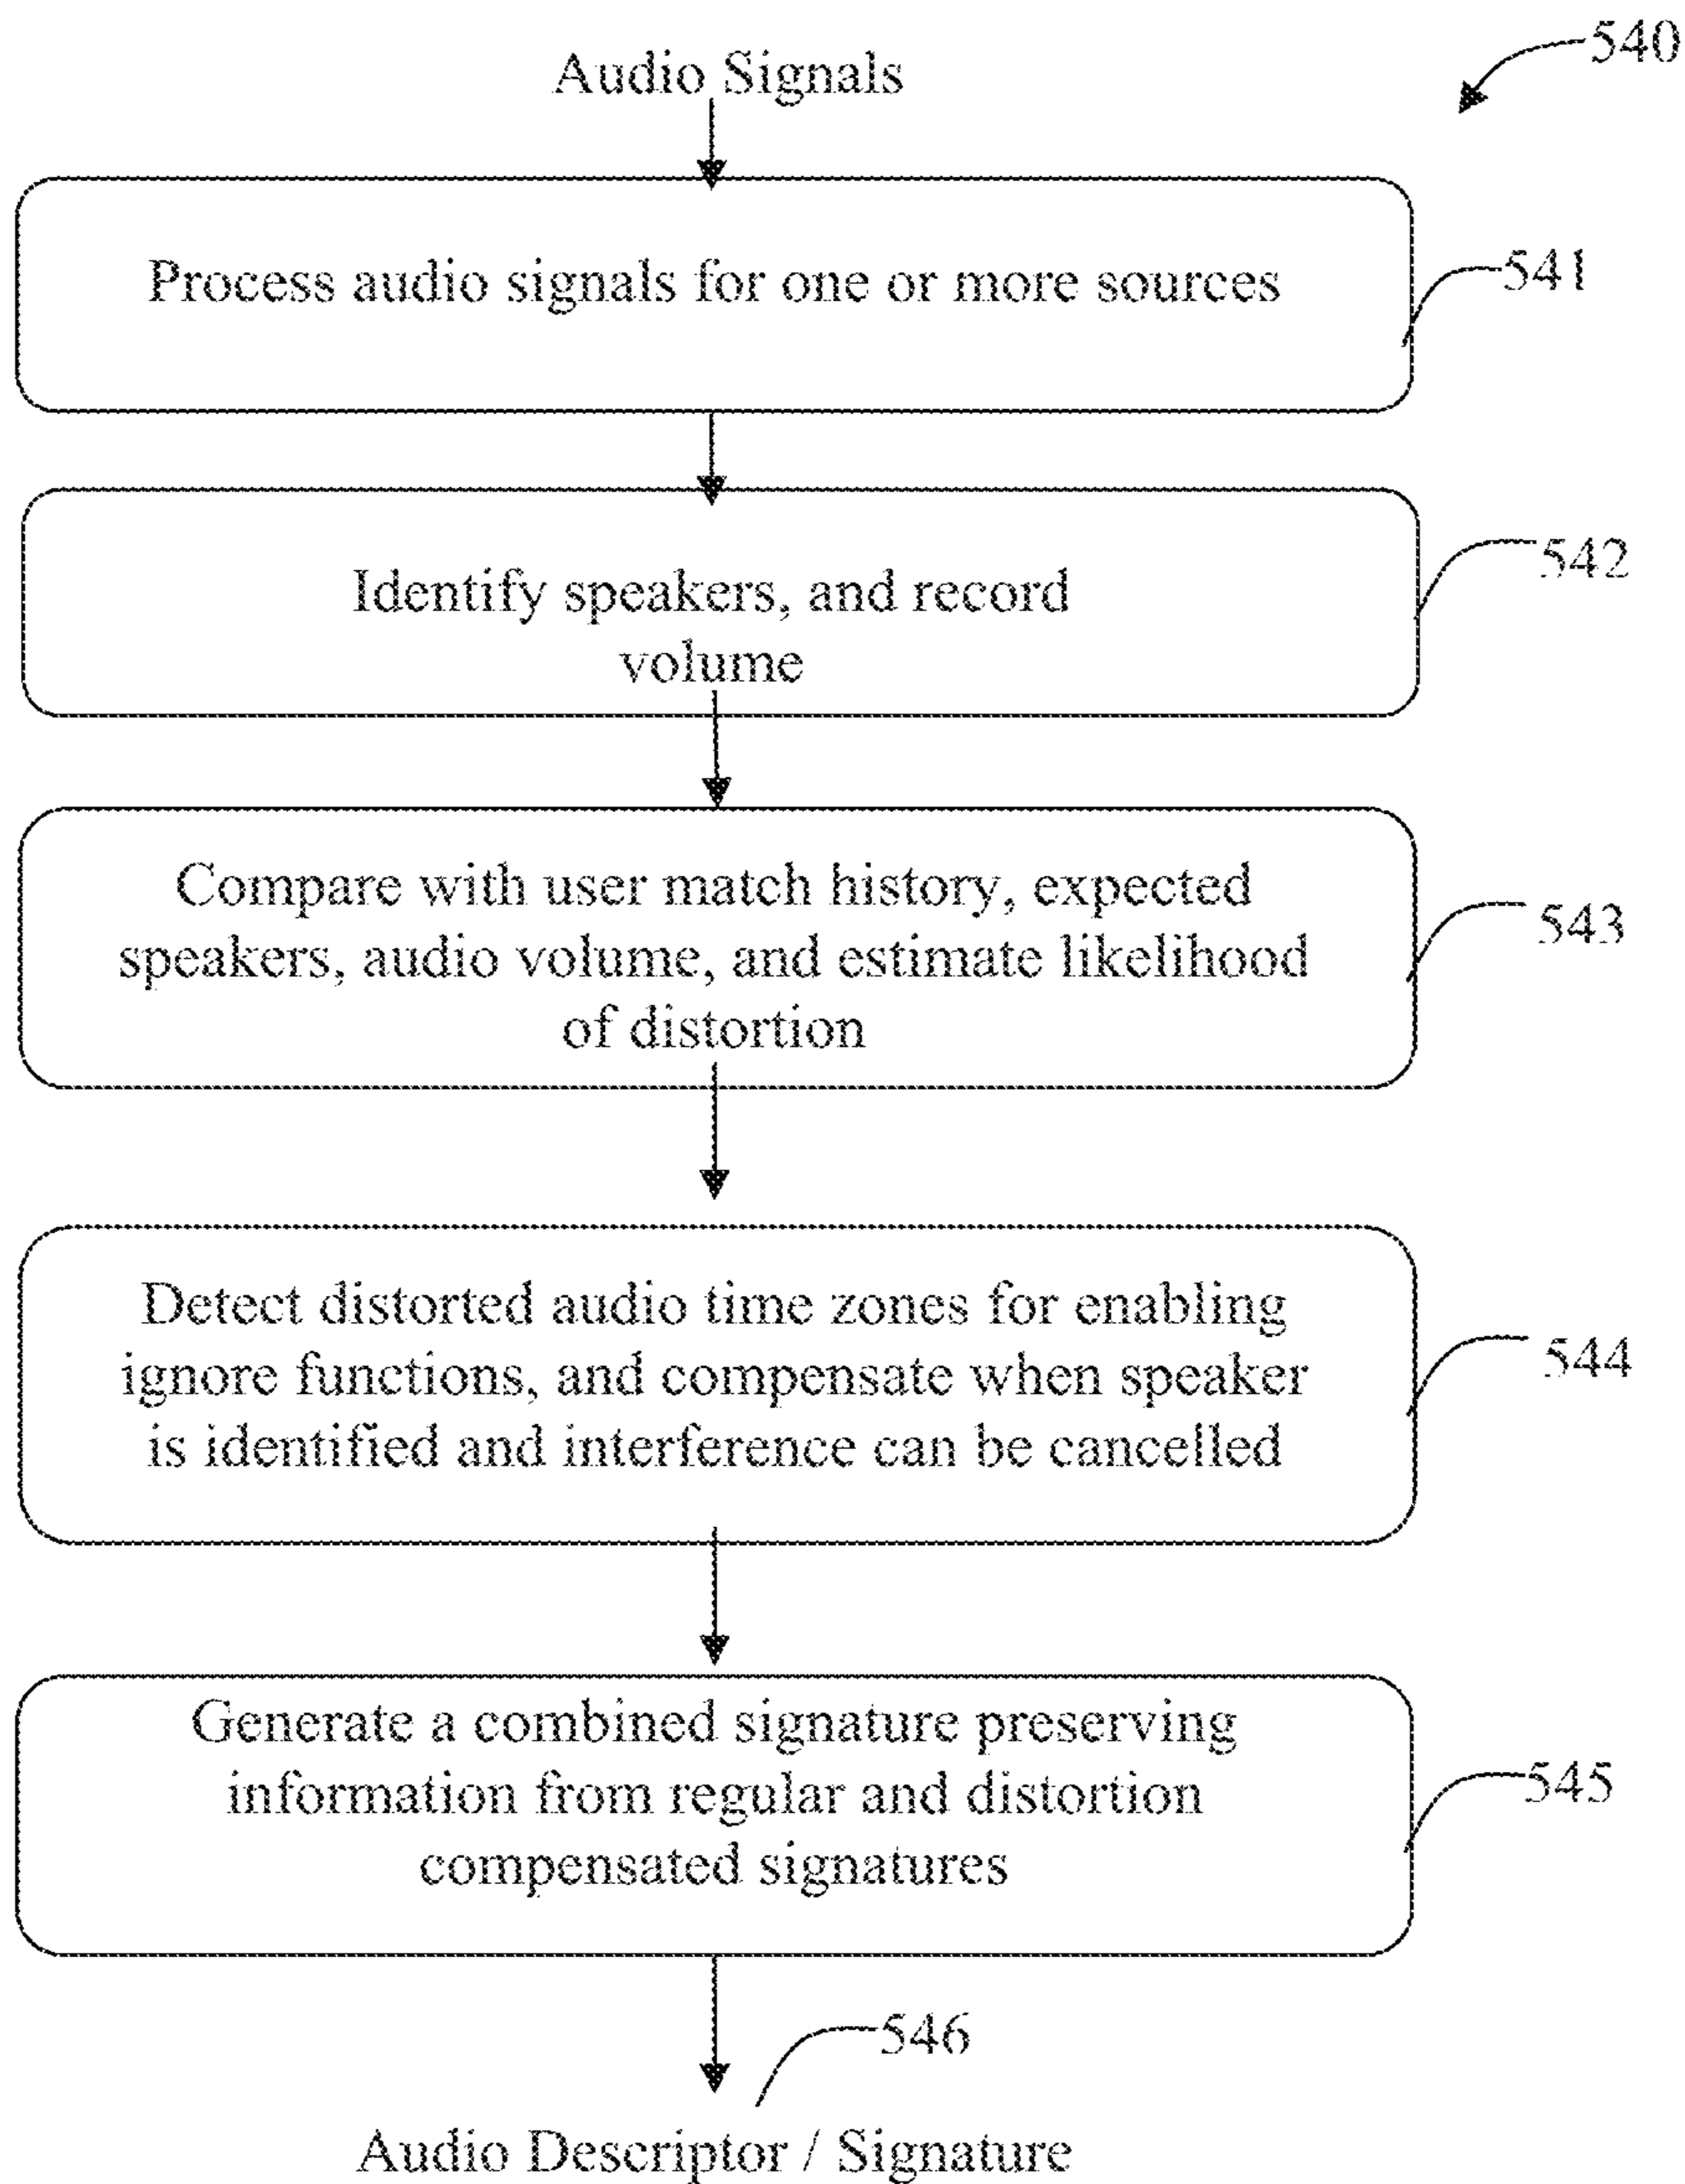 540
Audio Signals
Process audio signals for one or more sources
541
Identify speakers, and record
volume
542
Compare with user match history, expected
speakers, audio volume, and estimate likelihood
of distortion
543
Detect distorted audio time zones for enabling
ignore functions, and compensate when speaker
is identified and interference can be cancelled
544
Generate a combined signature preserving
information from regular and distortion
compensated signatures
545
546
Audio Descriptor / Signature